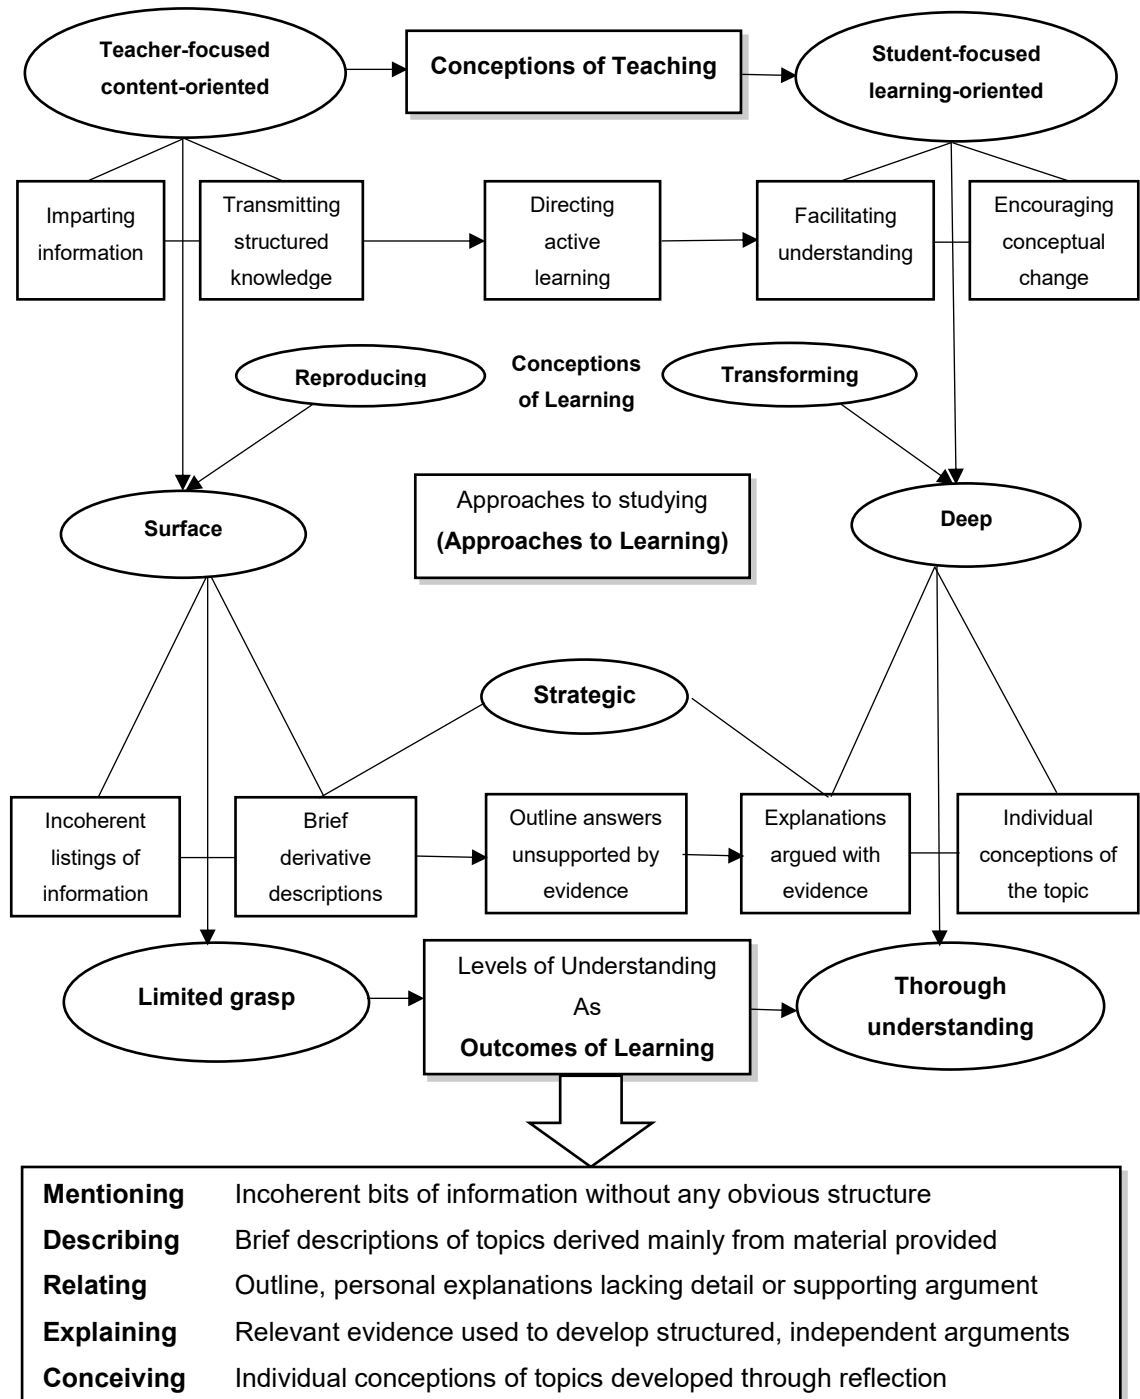 Teacher-focused
content-oriented
Conceptions of Teaching
Student-focused
learning-oriented
Imparting
information
Transmitting
structured
knowledge
Directing
active
learning
Facilitating
understanding
Encouraging
conceptual
change
Reproducing
Conceptions
of Learning
Transforming
Surface
Approaches to studying
(Approaches to Learning)
Deep
Strategic
Incoherent
listings of
information
Brief
derivative
descriptions
Outline answers
unsupported by
evidence
Explanations
argued with
evidence
Individual
conceptions of
the topic
Limited grasp
Levels of Understanding
As
Outcomes of Learning
Thorough
understanding
Mentioning Incoherent bits of information without any obvious structure
Describing Brief descriptions of topics derived mainly from material provided
Relating Outline, personal explanations lacking detail or supporting argument
Explaining Relevant evidence used to develop structured, independent arguments
Conceiving Individual conceptions of topics developed through reflection